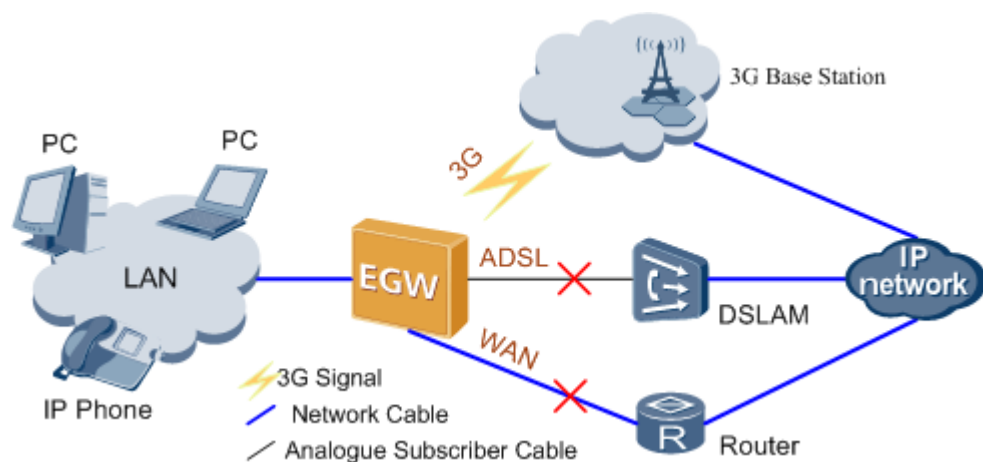 3G Base Station
PC
PC
3G
LAN
EGW
ADSL
DSLAM
IP
network
WAN
IP Phone
3G Signal
Network Cable
Analogue Subscriber Cable
R
Router